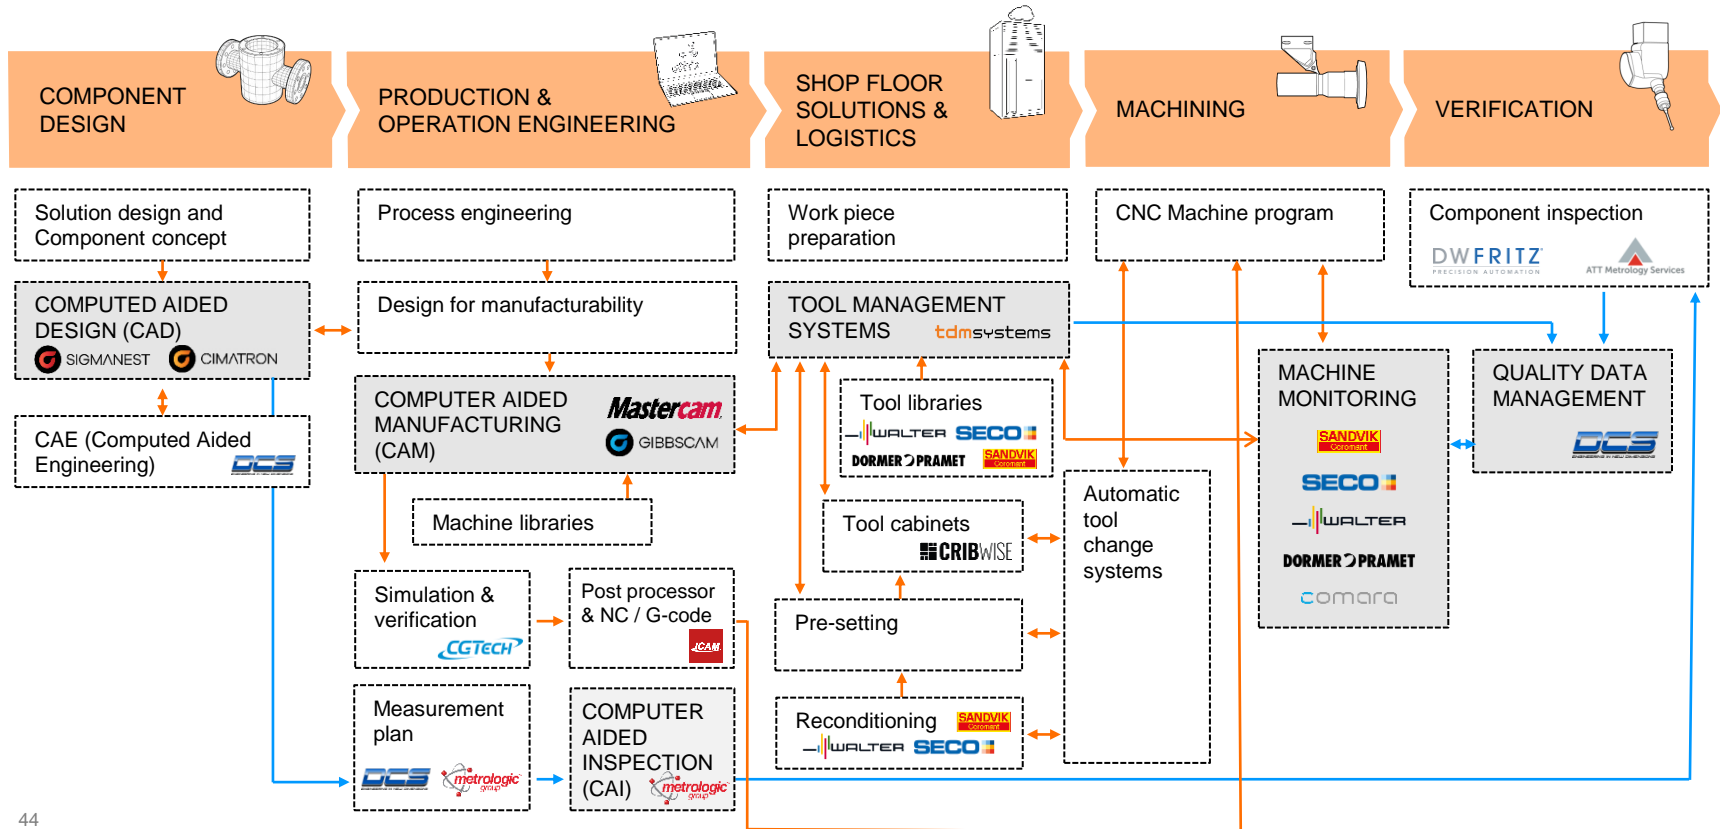 COMPONENT
DESIGN
PRODUCTION &
OPERATION ENGINEERING
SHOP FLOOR
SOLUTIONS &
LOGISTICS
MACHINING
VERIFICATION
Solution design and
Component concept
COMPUTED AIDED
DESIGN (CAD)
SIGMANEST
CIMATRON
CAE (Computed Aided
Engineering)
DCS
Process engineering
Design for manufacturability
COMPUTER AIDED
MANUFACTURING
(CAM)
Mastercam
GIBBSCAM
Machine libraries
Simulation &
verification
CGTECH
Post processor
& NC / G-code
ICAM
Measurement
plan
DCS
metrologic
group
COMPUTER
AIDED
INSPECTION
(CAI)
metrologic
group
Work piece
preparation
TOOL MANAGEMENT
SYSTEMS
tdmsystems
Tool libraries
WALTER
SECO
DORMER PRAMET
SANDVIK
Coromant
Tool cabinets
CRIBWISE
Pre-setting
Reconditioning
SANDVIK
Coromant
WALTER
SECO
Automatic
tool
change
systems
CNC Machine program
MACHINE
MONITORING
SANDVIK
Coromant
SECO
WALTER
DORMER PRAMET
comara
Component inspection
DWFRITZ
PRECISION AUTOMATION
ATT Metrology Services
QUALITY DATA
MANAGEMENT
DCS
44